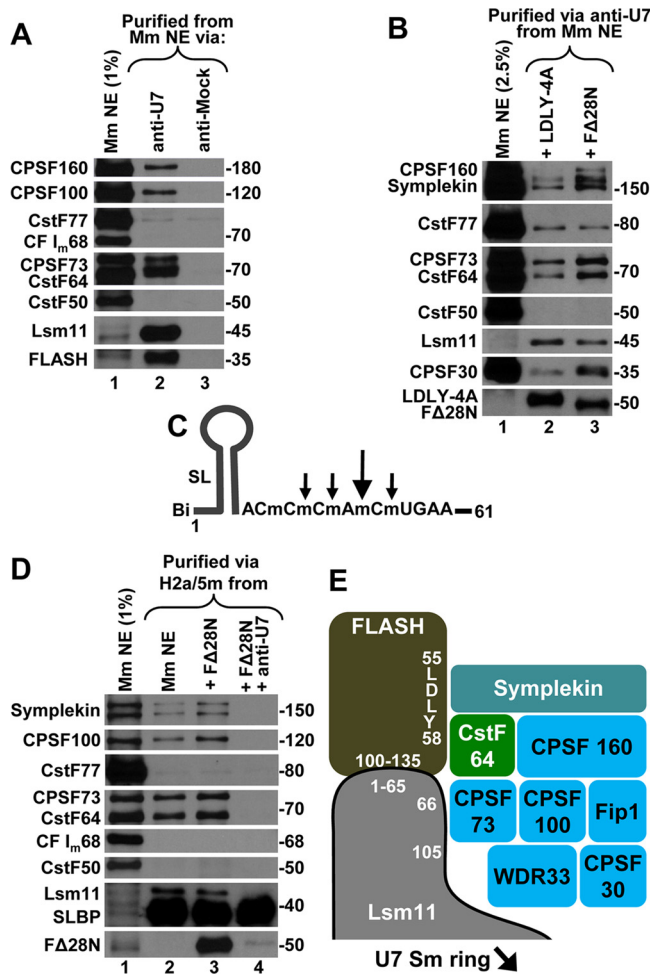 A
Purified from
Mm NE via:
Mm NE (1%)
anti-U7
anti-Mock
CPSF160
-180
CPSF100
-120
CstF77
CF Im68
-70
CPSF73
CstF64
-70
CstF50
-50
Lsm11
-45
FLASH
-35
1 2 3
B
Purified via anti-U7
from Mm NE
Mm NE (2.5%)
+ LDLY-4A
+ FΔ28N
CPSF160
Symplekin
-150
CstF77
-80
CPSF73
CstF64
-70
CstF50
-50
Lsm11
-45
CPSF30
-35
LDLY-4A
FΔ28N
-50
1 2 3
C
SL
Bi
1
ACmCmCmAmCmUGAA
61
D
Purified via
H2a/5m from
Mm NE (1%)
Mm NE
+ FΔ28N
+ FΔ28N
+ anti-U7
Symplekin
-150
CPSF100
-120
CstF77
-80
CPSF73
CstF64
-70
CF Im68
-68
CstF50
-50
Lsm11
SLBP
-40
FΔ28N
-50
1 2 3 4
E
FLASH
55
L
D
L
Y
58
100-135
1-65
66
105
Lsm11
Symplekin
CstF
64
CPSF 160
CPSF
73
CPSF
100
Fip1
WDR33
CPSF
30
U7 Sm ring